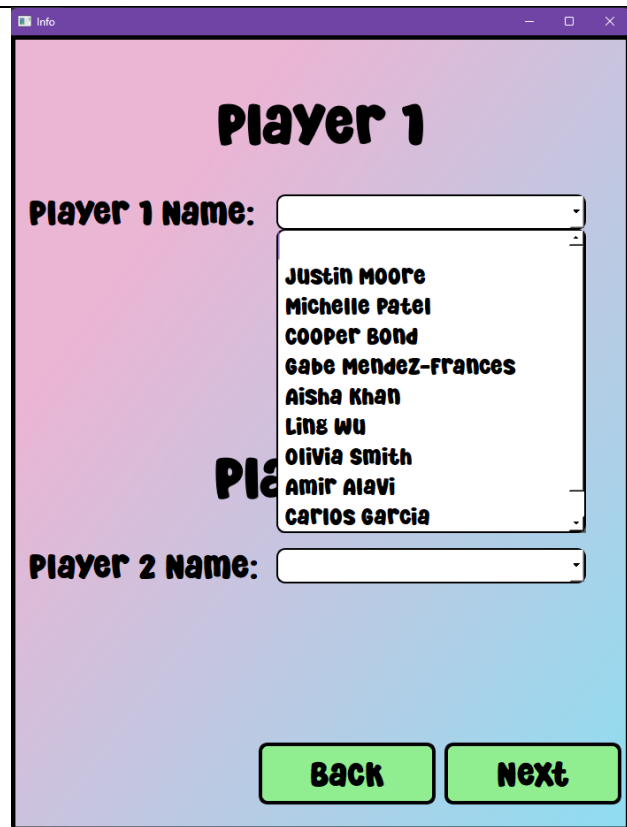 Info
Player 1
Player 1 Name:
Justin Moore
Michelle Patel
Cooper Bond
Gabe Mendez-Frances
Aisha Khan
Ling Wu
Olivia Smith
Pla
Amir Alavi
Carlos Garcia
Player 2 Name:
Back
Next